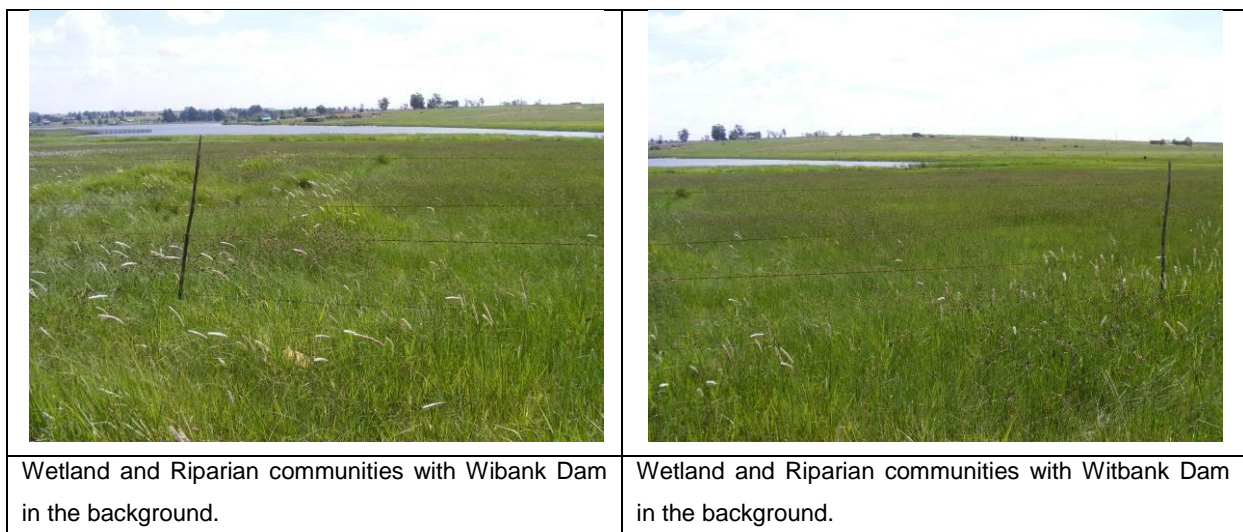 Wetland and Riparian communities with Wibank Dam
in the background.
Wetland and Riparian communities with Witbank Dam
in the background.